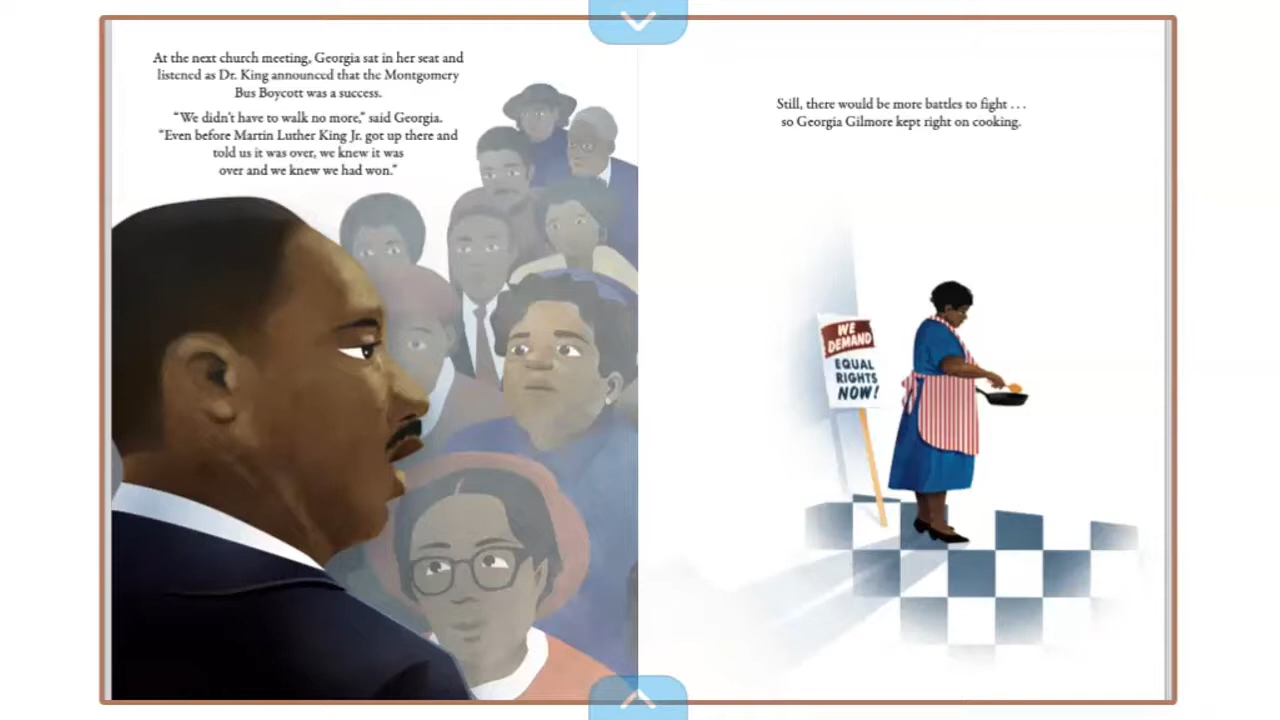 At the next church meeting, Georgia sat in her seat and
listened as Dr. King announced that the Montgomery
Bus Boycott was a success.
“We didn’t have to walk no more,” said Georgia.
“Even before Martin Luther King Jr. got up there and
told us it was over, we knew it was
over and we knew we had won.”
Still, there would be more battles to fight . . .
so Georgia Gilmore kept right on cooking.
WE
DEMAND
EQUAL
RIGHTS
NOW!